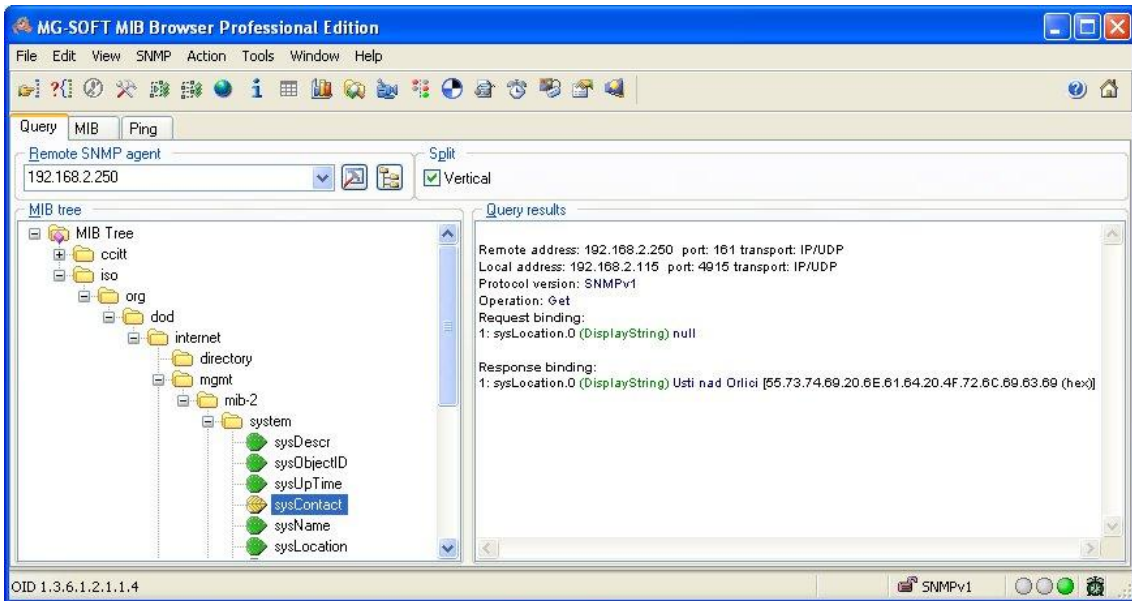 MG-SOFT MIB Browser Professional Edition
File Edit View SNMP Action Tools Window Help
Query MIB Ping
Remote SNMP agent
192.168.2.250
Split
Vertical
MIB tree
MIB Tree
ccitt
iso
org
dod
internet
directory
mgmt
mib-2
system
sysDescr
sysObjectID
sysUpTime
sysContact
sysName
sysLocation
Query results
Remote address: 192.168.2.250 port: 161 transport: IP/UDP
Local address: 192.168.2.115 port: 4915 transport: IP/UDP
Protocol version: SNMPv1
Operation: Get
Request binding:
1: sysLocation.0 (DisplayString) null
Response binding:
1: sysLocation.0 (DisplayString) Usti nad Orlici [55.73.74.69.20.6E.61.64.20.4F.72.6C.69.63.69 (hex)]
OID 1.3.6.1.2.1.1.4
SNMPv1